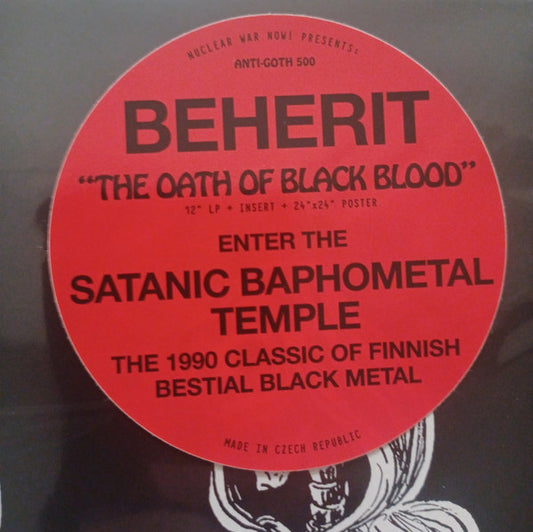 NUCLEAR WAR NOW! PRESENTS:
ANTI-GOTH 500
BEHERIT
“THE OATH OF BLACK BLOOD”
12" LP + INSERT + 24"x24" POSTER
ENTER THE
SATANIC BAPHOMETAL
TEMPLE
THE 1990 CLASSIC OF FINNISH
BESTIAL BLACK METAL
MADE IN CZECH REPUBLIC